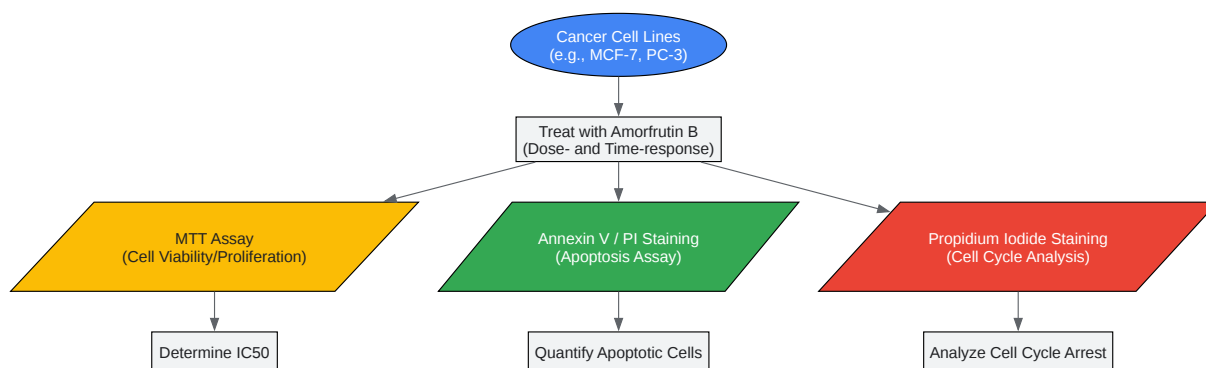 Cancer Cell Lines
(e.g., MCF-7, PC-3)
Treat with Amorfrutin B
(Dose- and Time-response)
MTT Assay
(Cell Viability/Proliferation)
Annexin V / PI Staining
(Apoptosis Assay)
Propidium Iodide Staining
(Cell Cycle Analysis)
Determine IC50
Quantify Apoptotic Cells
Analyze Cell Cycle Arrest